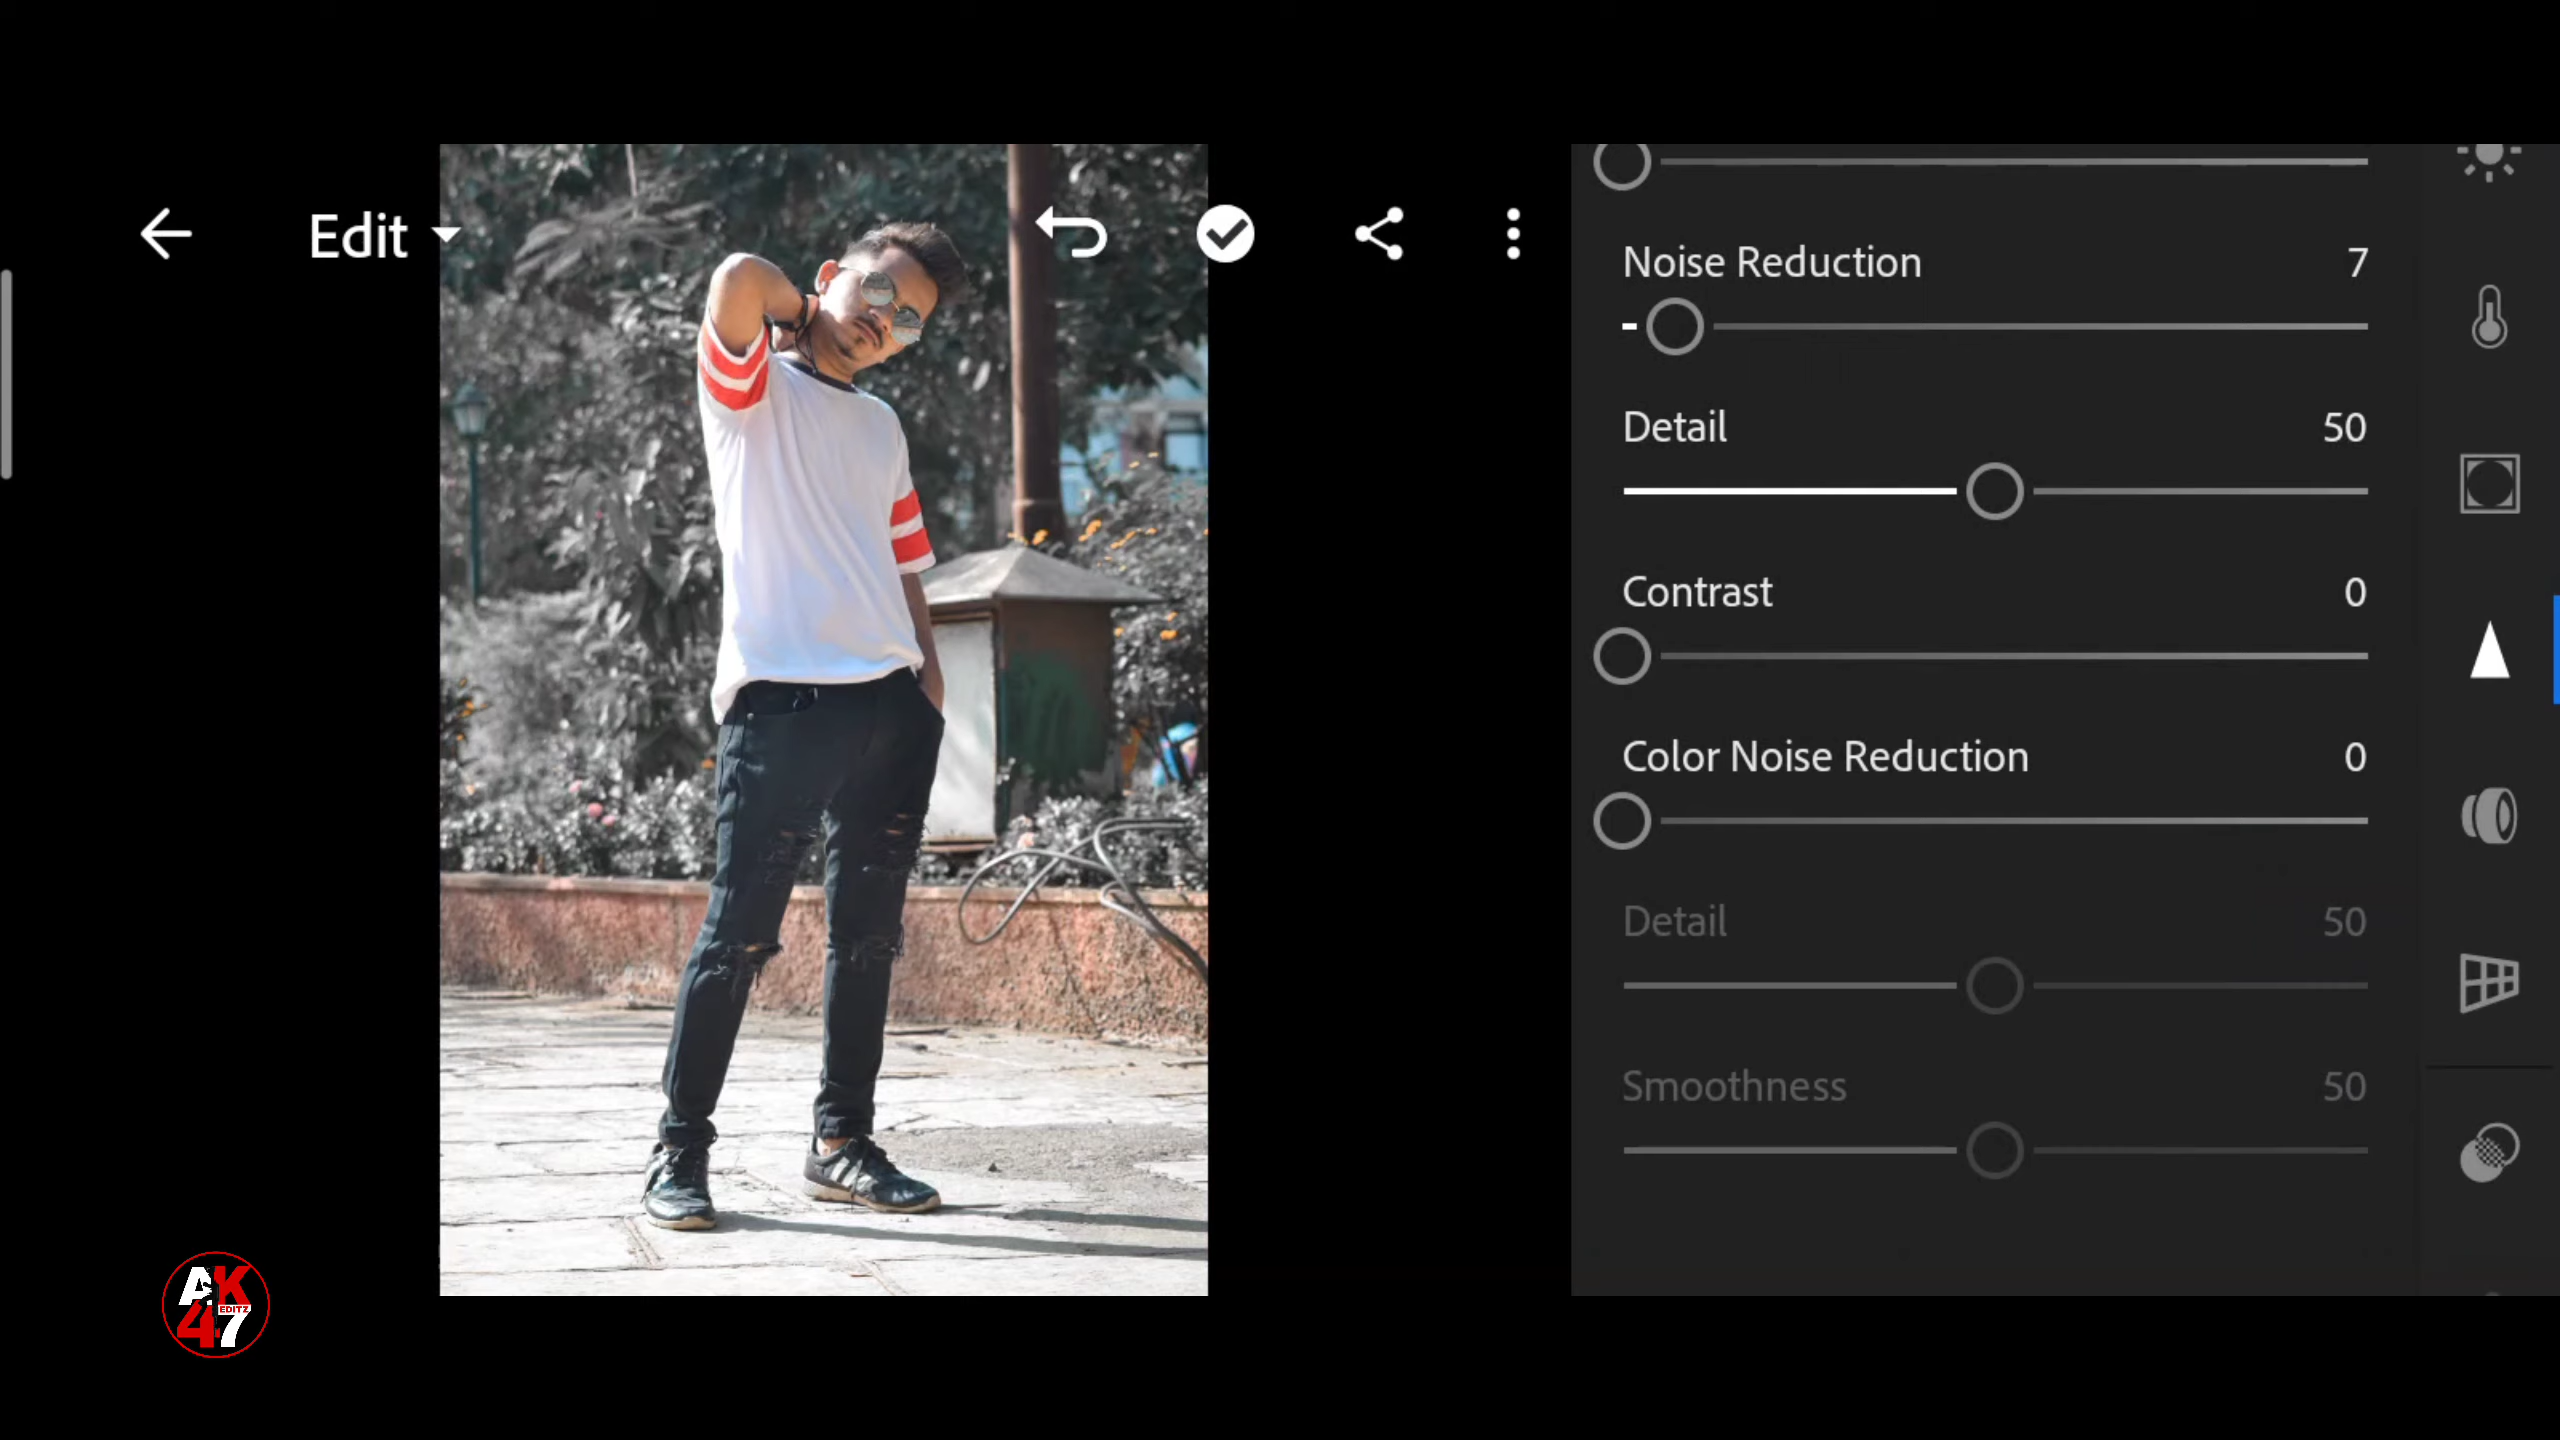 Edit
Noise Reduction 7
Detail 50
Contrast 0
Color Noise Reduction 0
Detail 50
Smoothness 50
AK
EDITZ
47